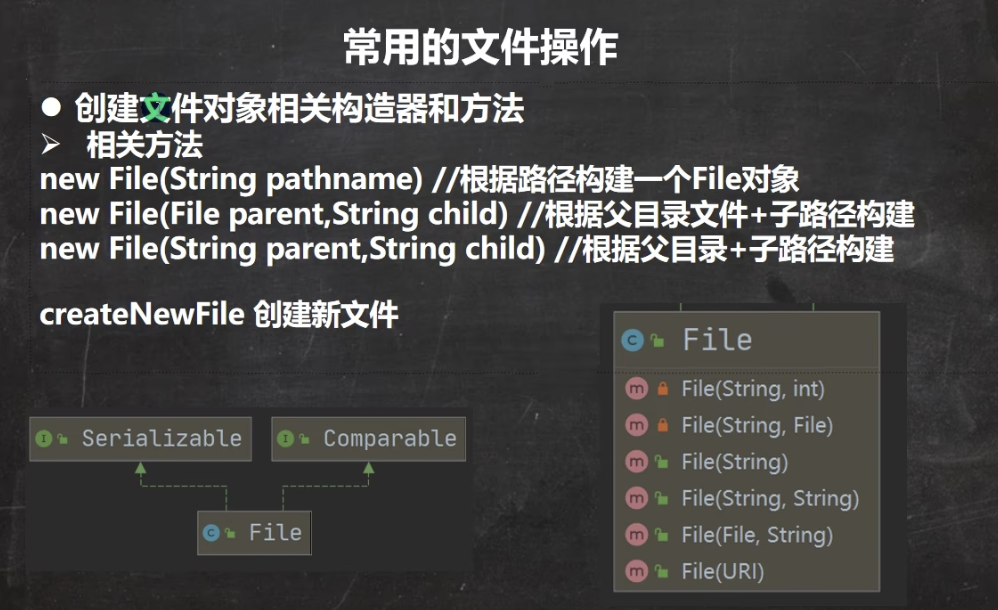 常用的文件操作
● 创建文件对象相关构造器和方法
➢ 相关方法
new File(String pathname) //根据路径构建一个File对象
new File(File parent,String child) //根据父目录文件+子路径构建
new File(String parent,String child) //根据父目录+子路径构建
createNewFile 创建新文件
I Serializable
I Comparable
C File
C File
m File(String, int)
m File(String, File)
m File(String)
m File(String, String)
m File(File, String)
m File(URI)